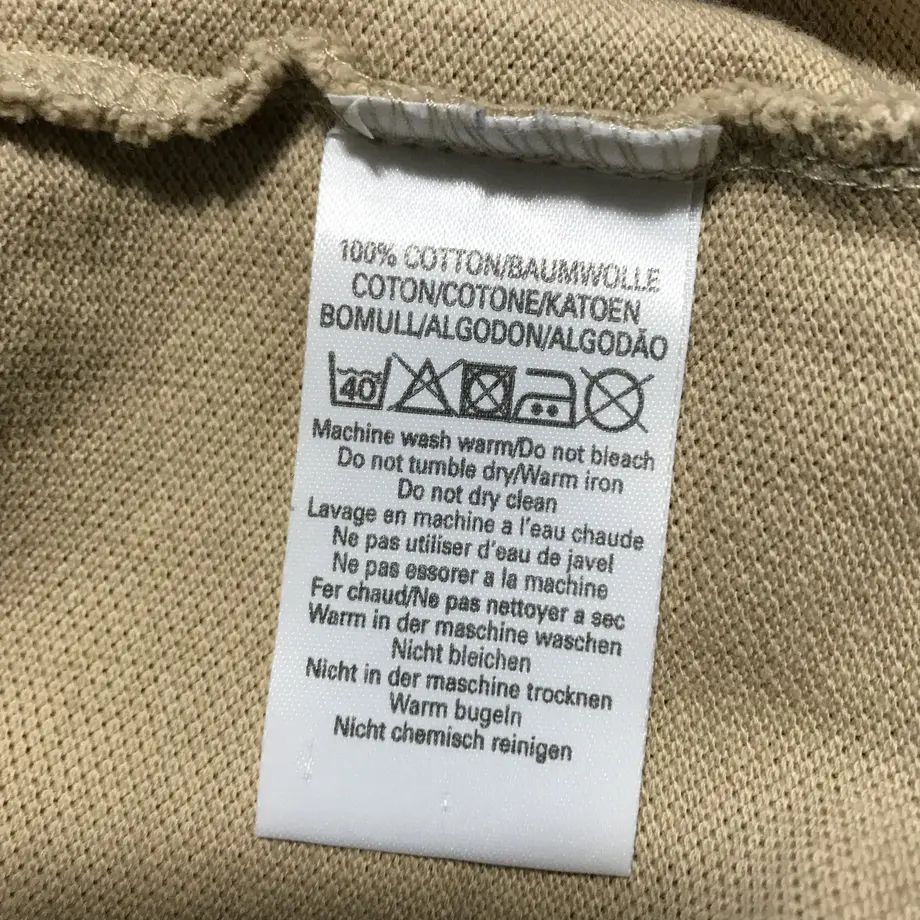 100% COTTON/BAUMWOLLE
COTON/COTONE/KATOEN
BOMULL/ALGODON/ALGODÃO
40
Machine wash warm/Do not bleach
Do not tumble dry/Warm iron
Do not dry clean
Lavage en machine a l'eau chaude
Ne pas utiliser d'eau de javel
Ne pas essorer a la machine
Fer chaud/Ne pas nettoyer a sec
Warm in der maschine waschen
Nicht bleichen
Nicht in der maschine trocknen
Warm bugeln
Nicht chemisch reinigen